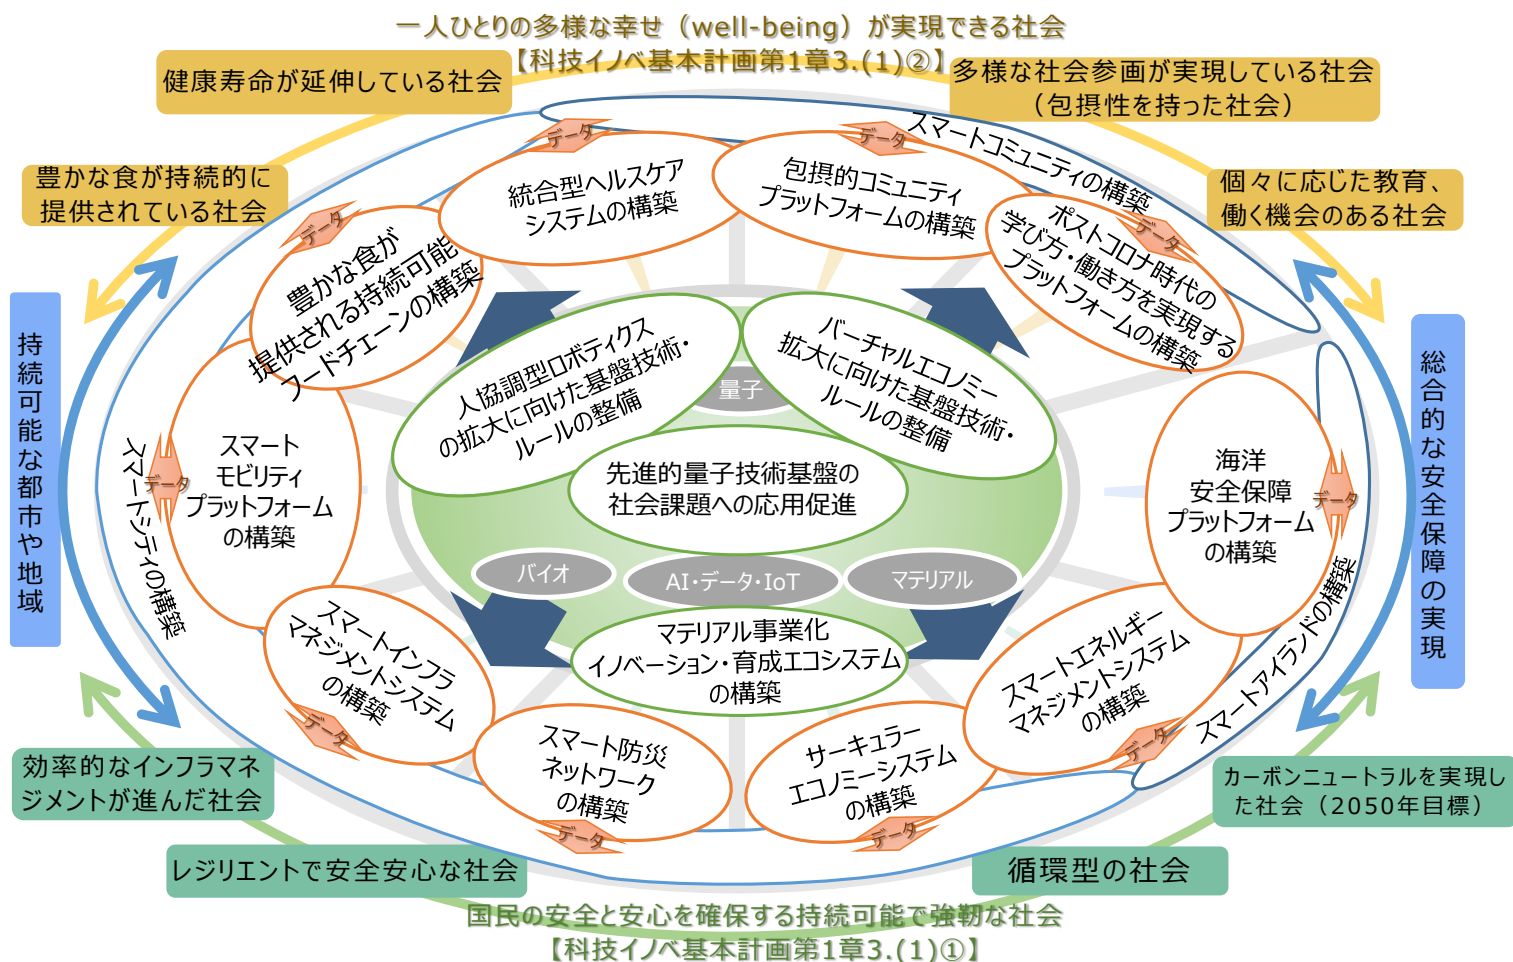 一人ひとりの多様な幸せ（well-being）が実現できる社会
【科技イノベ基本計画第1章3.(1)②】
健康寿命が延伸している社会
多様な社会参画が実現している社会
（包摂性を持った社会）
豊かな食が持続的に
提供されている社会
個々に応じた教育、
働く機会のある社会
スマートコミュニティの構築
データ
統合型ヘルスケア
システムの構築
データ
包摂的コミュニティ
プラットフォームの構築
データ
豊かな食が
提供される持続可能
フードチェーンの構築
データ
ポストコロナ時代の
学び方・働き方を実現する
プラットフォームの構築
データ
持続可能な都市や地域
総合的な安全保障の実現
人協調型ロボティクス
の拡大に向けた基盤技術・
ルールの整備
バーチャルエコノミー
拡大に向けた基盤技術・
ルールの整備
量子
先進的量子技術基盤の
社会課題への応用促進
スマートシティの構築
データ
スマート
モビリティ
プラットフォーム
の構築
海洋
安全保障
プラットフォーム
の構築
データ
スマートアイランドの構築
バイオ
AI・データ・IoT
マテリアル
マテリアル事業化
イノベーション・育成エコシステム
の構築
スマートインフラ
マネジメントシステム
の構築
データ
スマートエネルギー
マネジメントシステム
の構築
データ
スマート防災
ネットワーク
の構築
データ
サーキュラー
エコノミーシステム
の構築
データ
効率的なインフラマネ
ジメントが進んだ社会
カーボンニュートラルを実現し
た社会（2050年目標）
レジリエントで安全安心な社会
循環型の社会
国民の安全と安心を確保する持続可能で強靭な社会
【科技イノベ基本計画第1章3.(1)①】